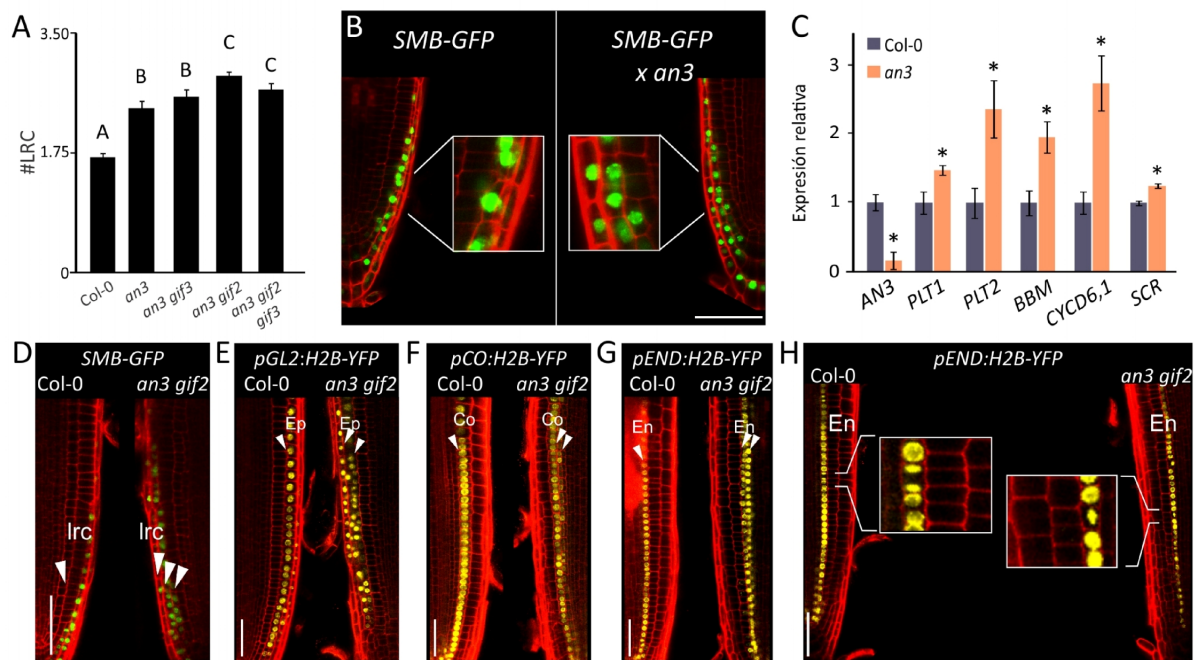 A
3.50
1.75
0
#LRC
A
B
B
C
C
Col-0
an3
an3 gif3
an3 gif2
an3 gif2
gif3
B
SMB-GFP
SMB-GFP
x an3
C
Col-0
an3
Expresión relativa
3
2
1
0
*
*
*
*
*
*
AN3
PLT1
PLT2
BBM
CYCD6,1
SCR
D
SMB-GFP
Col-0
an3 gif2
lrc
lrc
E
pGL2:H2B-YFP
Col-0
an3 gif2
Ep
Ep
F
pCO:H2B-YFP
Col-0
an3 gif2
Co
Co
G
pEND:H2B-YFP
Col-0
an3 gif2
En
En
H
pEND:H2B-YFP
Col-0
an3 gif2
En
En